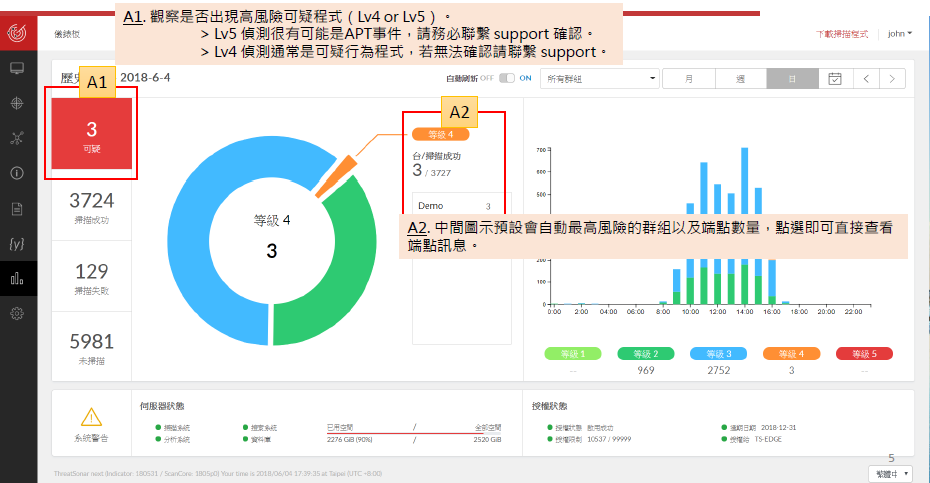 A1. 觀察是否出現高風險可疑程式（Lv4 or Lv5）。
> Lv5 偵測很有可能是APT事件，請務必聯繫 support 確認。
> Lv4 偵測通常是可疑行為程式，若無法確認請聯繫 support。
儀錶板
下載掃描程式
john
歷史
2018-6-4
自動刷新 OFF ON
所有群組
月
週
日
A1
3
可疑
3724
掃描成功
129
掃描失敗
5981
未掃描
等級 4
3
A2
等級 4
台/掃描成功
3 / 3727
Demo 3
A2. 中間圖示預設會自動最高風險的群組以及端點數量，點選即可直接查看
端點訊息。
700
600
500
200
100
0
0:00 2:00 04:00 06:00 8:00 10:00 12:00 14:00 16:00 18:00 20:00 22:00
等級 1 等級 2 等級 3 等級 4 等級 5
-- 969 2752 3 --
系統警告
伺服器狀態
掃描系統
搜索系統
分析系統
資料庫
已用空間 / 全部空間
2276 GiB (90%) / 2520 GiB
授權狀態
授權狀態 啟用成功
過期日期 2018-12-31
授權限制 10537 / 99999
授權給 TS-EDGE
5
ThreatSonar next (Indicator: 180531 / ScanCore: 1805p0) Your time is 2018/06/04 17:39:35 at Taipei (UTC +8:00)
繁體中